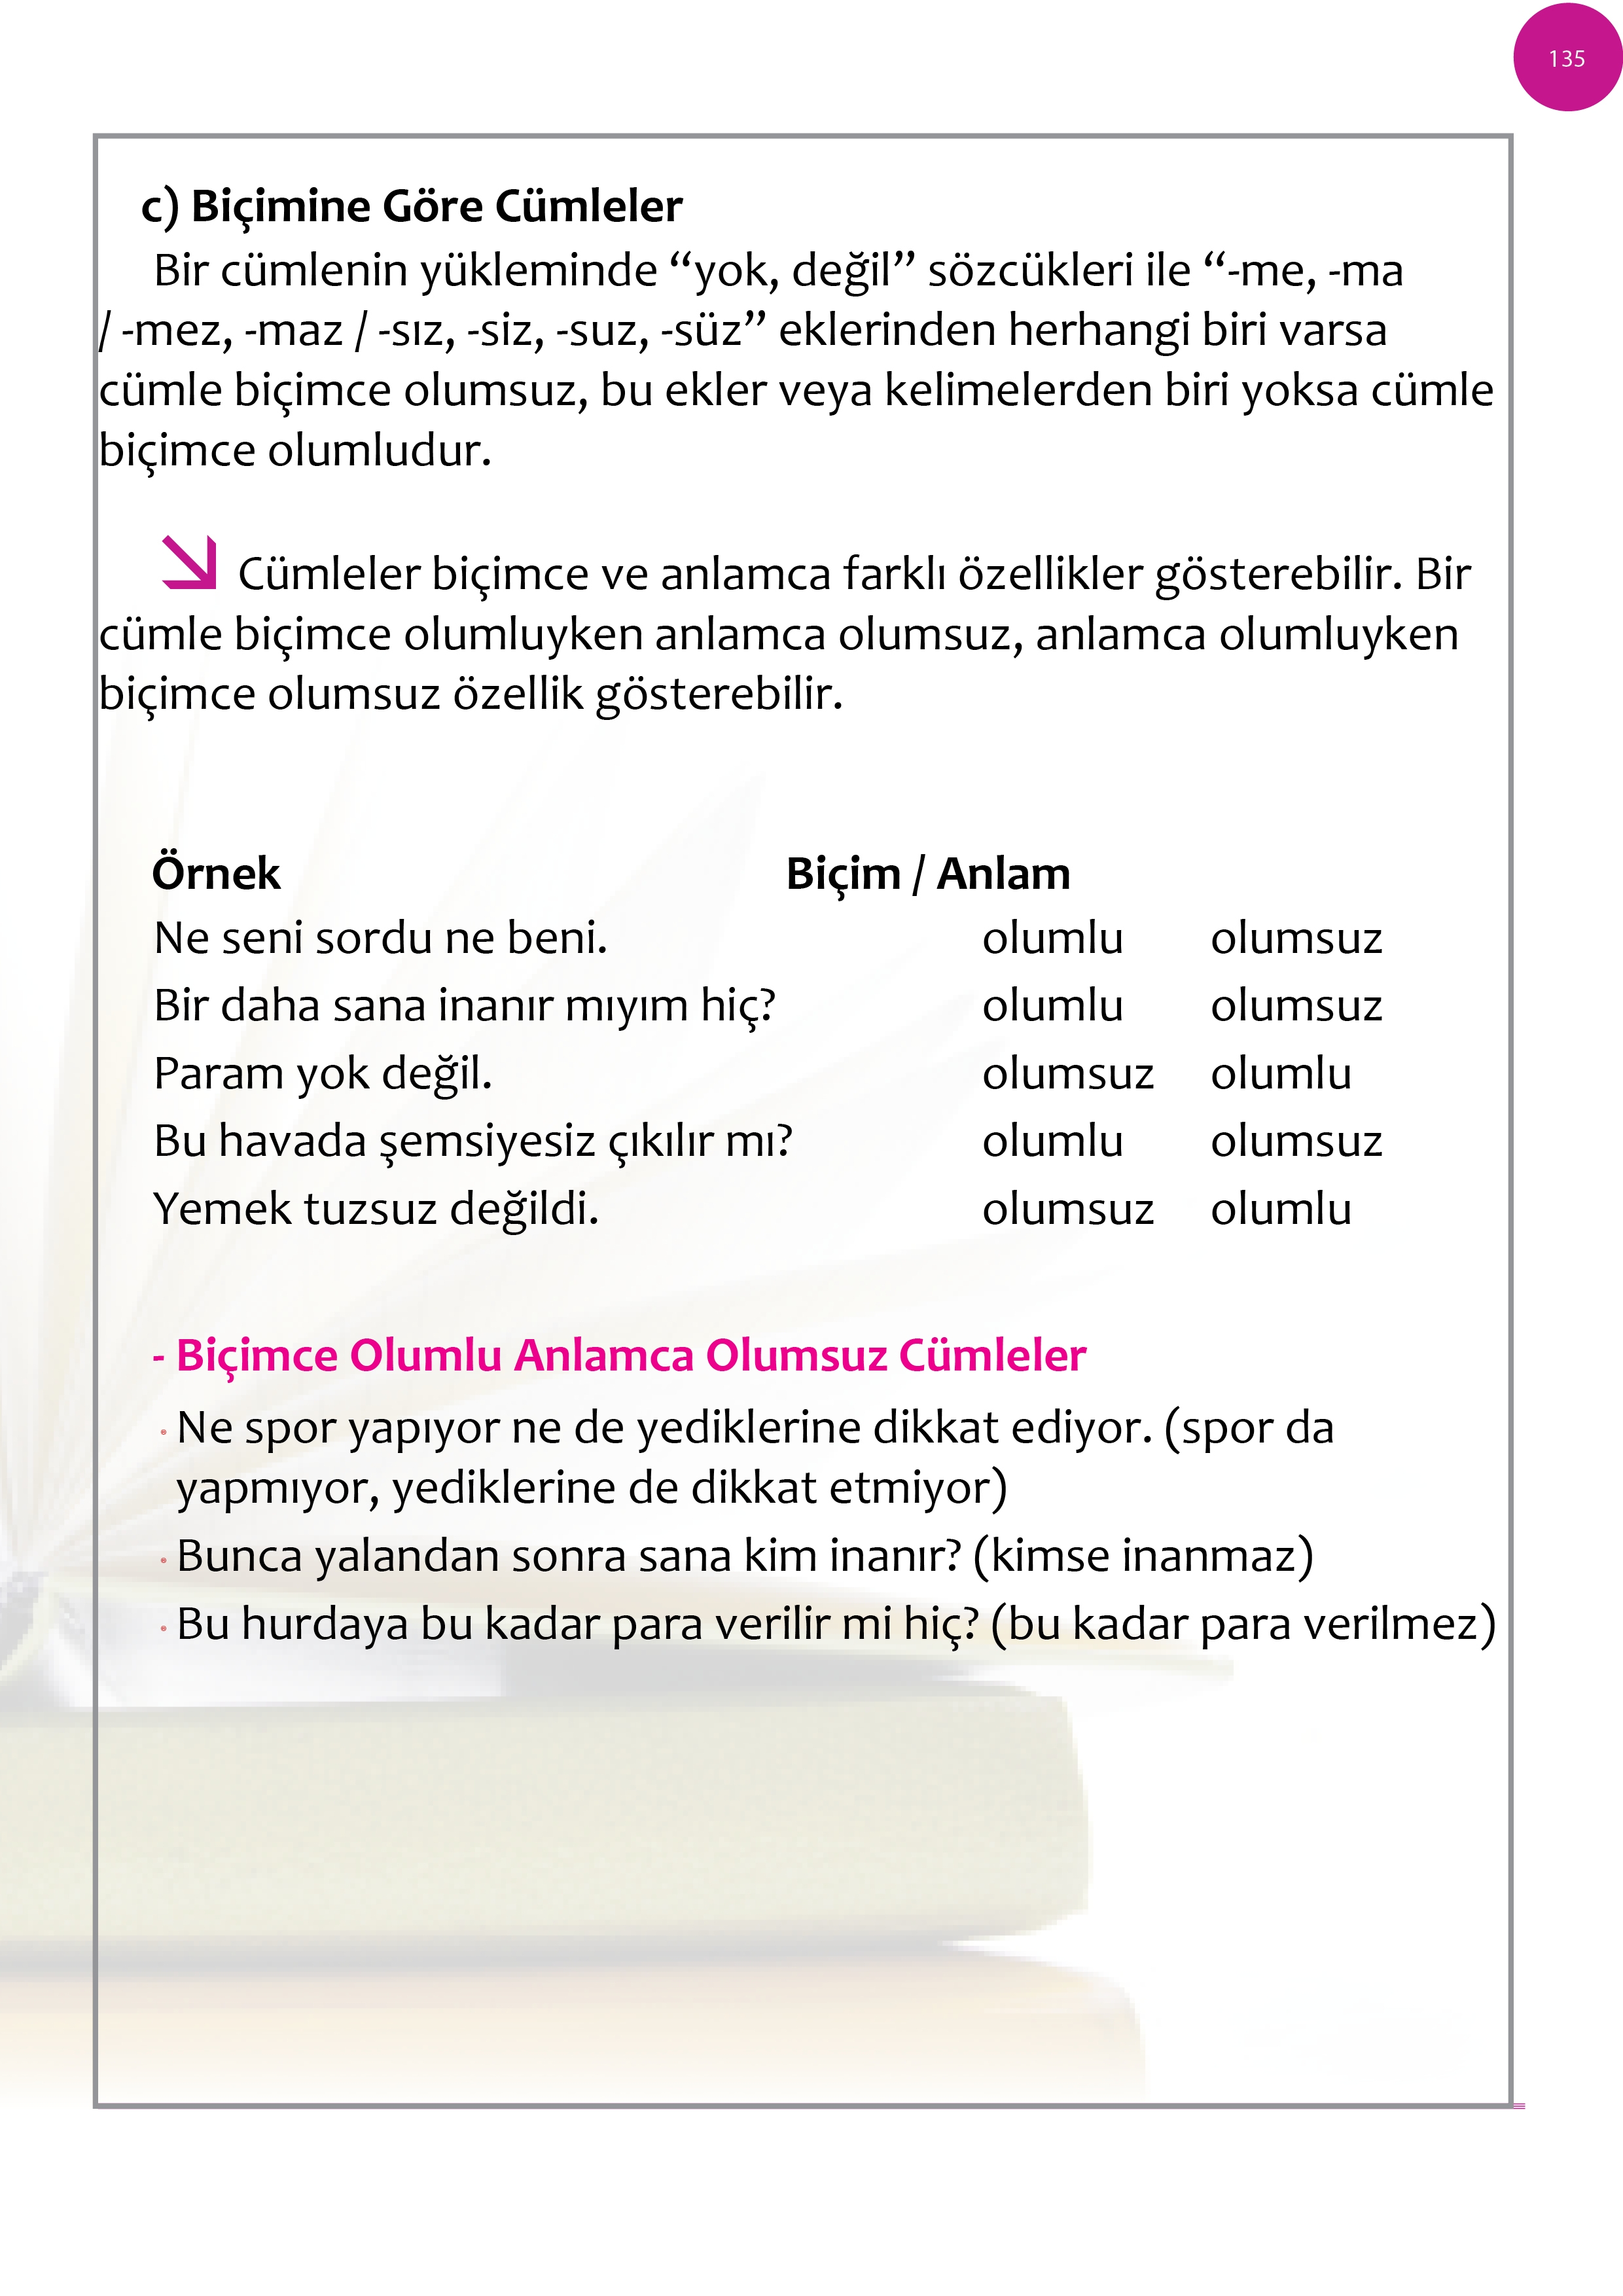 135
c) Biçimine Göre Cümleler
Bir cümlenin yükleminde “yok, değil” sözcükleri ile “-me, -ma
/ -mez, -maz / -sız, -siz, -suz, -süz” eklerinden herhangi biri varsa
cümle biçimce olumsuz, bu ekler veya kelimelerden biri yoksa cümle
biçimce olumludur.
Cümleler biçimce ve anlamca farklı özellikler gösterebilir. Bir
cümle biçimce olumluyken anlamca olumsuz, anlamca olumluyken
biçimce olumsuz özellik gösterebilir.
Örnek Biçim / Anlam
Ne seni sordu ne beni. olumlu olumsuz
Bir daha sana inanır mıyım hiç? olumlu olumsuz
Param yok değil. olumsuz olumlu
Bu havada şemsiyesiz çıkılır mı? olumlu olumsuz
Yemek tuzsuz değildi. olumsuz olumlu
- Biçimce Olumlu Anlamca Olumsuz Cümleler
Ne spor yapıyor ne de yediklerine dikkat ediyor. (spor da
yapmıyor, yediklerine de dikkat etmiyor)
Bunca yalandan sonra sana kim inanır? (kimse inanmaz)
Bu hurdaya bu kadar para verilir mi hiç? (bu kadar para verilmez)